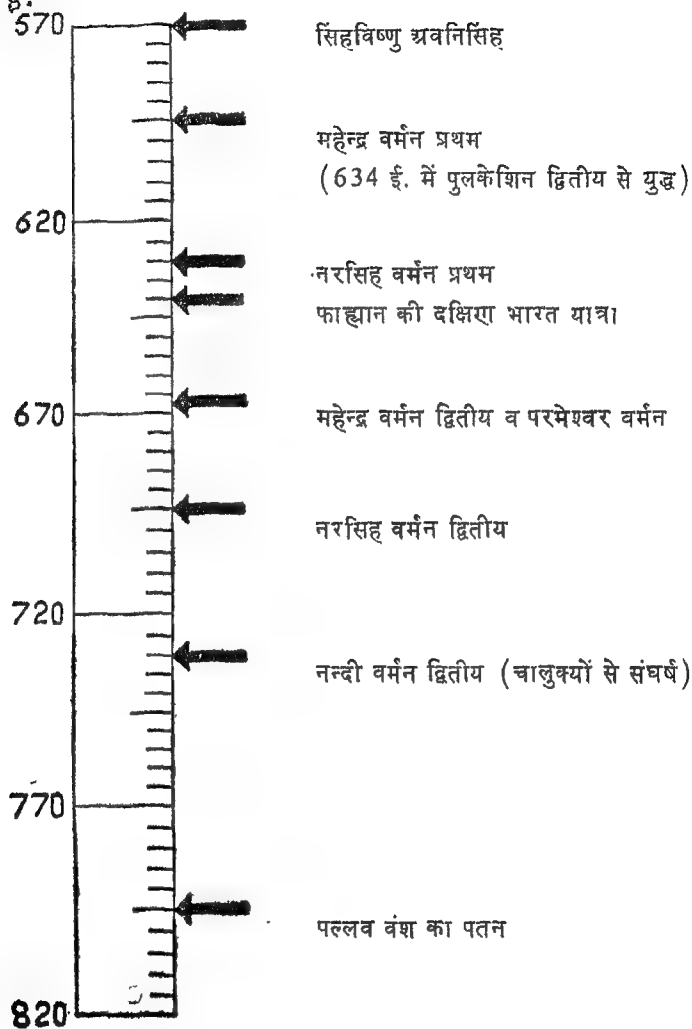 ई.
570
सिंहविष्णु अवनिसिंह
महेन्द्र वर्मन प्रथम
(634 ई. में पुलकेशिन द्वितीय से युद्ध)
620
नरसिंह वर्मन प्रथम
फाह्यान की दक्षिण भारत यात्रा
670
महेन्द्र वर्मन द्वितीय व परमेश्वर वर्मन
नरसिंह वर्मन द्वितीय
720
नन्दी वर्मन द्वितीय (चालुक्यों से संघर्ष)
770
पल्लव वंश का पतन
820